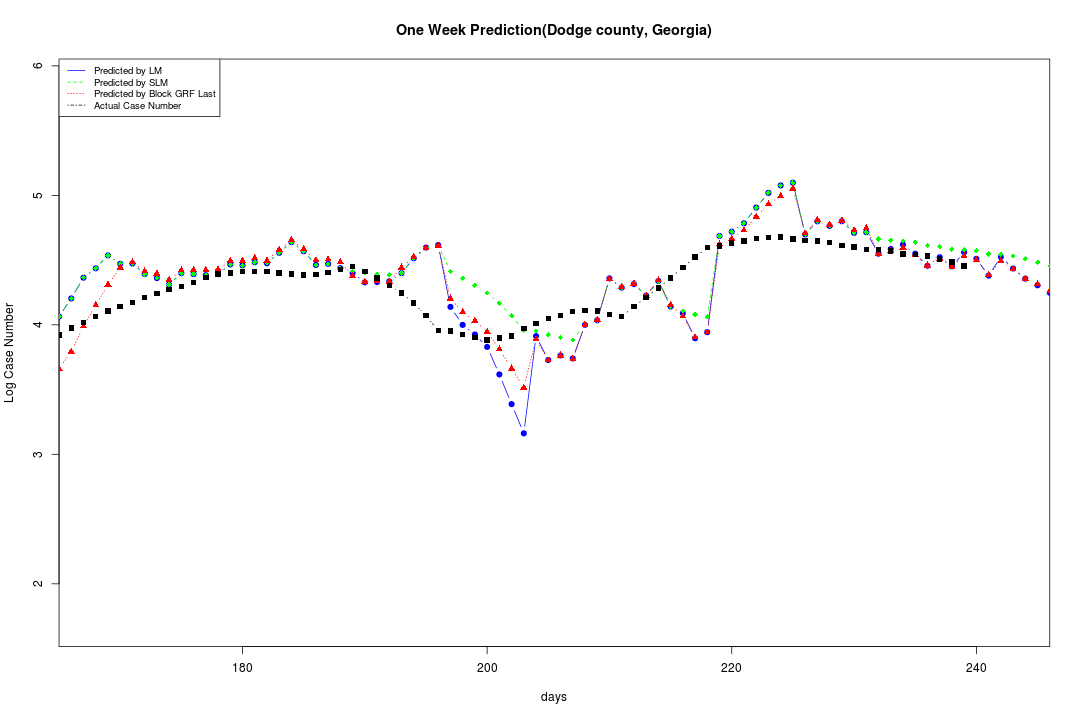 One Week Prediction(Dodge county, Georgia)
Predicted by LM
Predicted by SLM
Predicted by Block GRF Last
Actual Case Number
6
5
4
3
2
Log Case Number
180 200 220 240
days